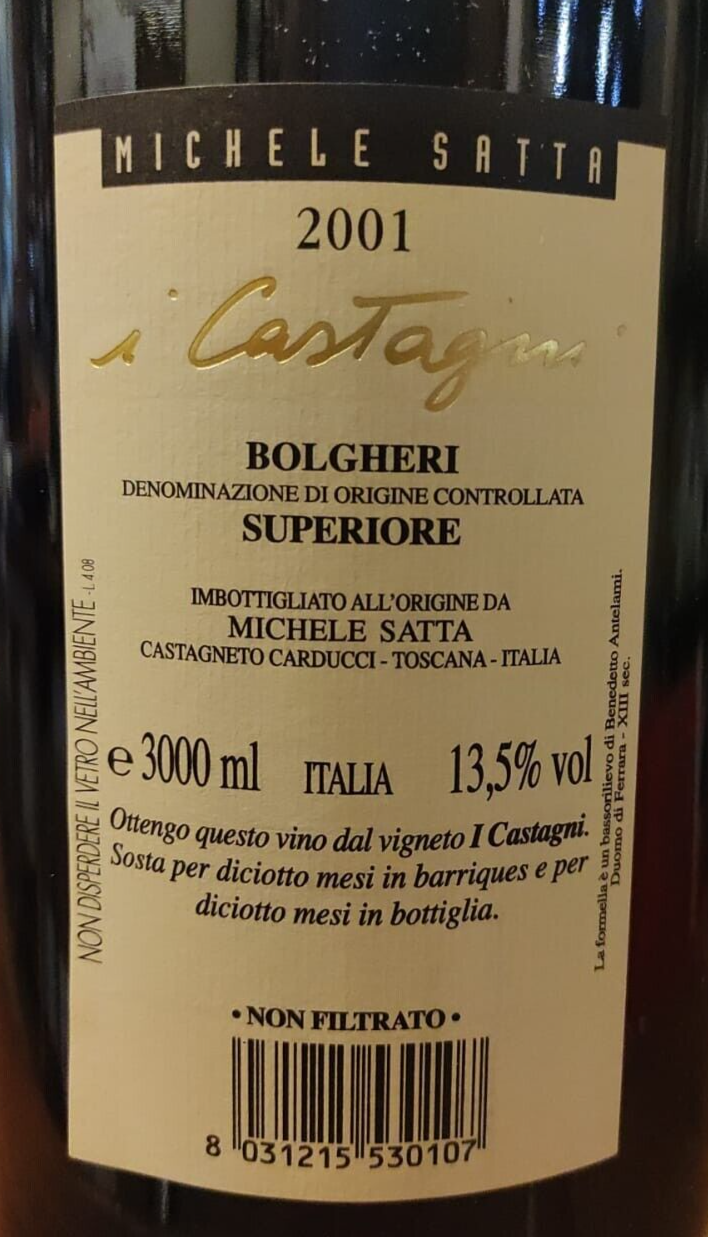 MICHELE SATTA
2001
i Castagni
BOLGHERI
DENOMINAZIONE DI ORIGINE CONTROLLATA
SUPERIORE
IMBOTTIGLIATO ALL'ORIGINE DA
MICHELE SATTA
CASTAGNETO CARDUCCI - TOSCANA - ITALIA
e 3000 ml ITALIA 13,5% vol
Ottengo questo vino dal vigneto I Castagni.
Sosta per diciotto mesi in barriques e per
diciotto mesi in bottiglia.
• NON FILTRATO •
8 031215 530107
NON DISPERDERE IL VETRO NELL'AMBIENTE - L 4.08
La formella è un bassorilievo di Benedetto Antelami.
Duomo di Ferrara - XIII sec.